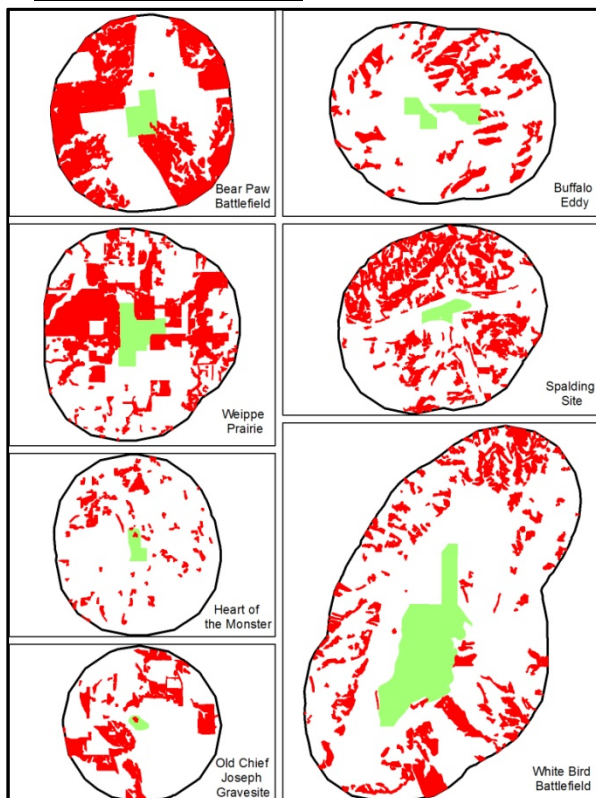 Bear Paw
Battlefield
Buffalo
Eddy
Weippe
Prairie
Spalding
Site
Heart of
the Monster
Old Chief
Joseph
Gravesite
White Bird
Battlefield